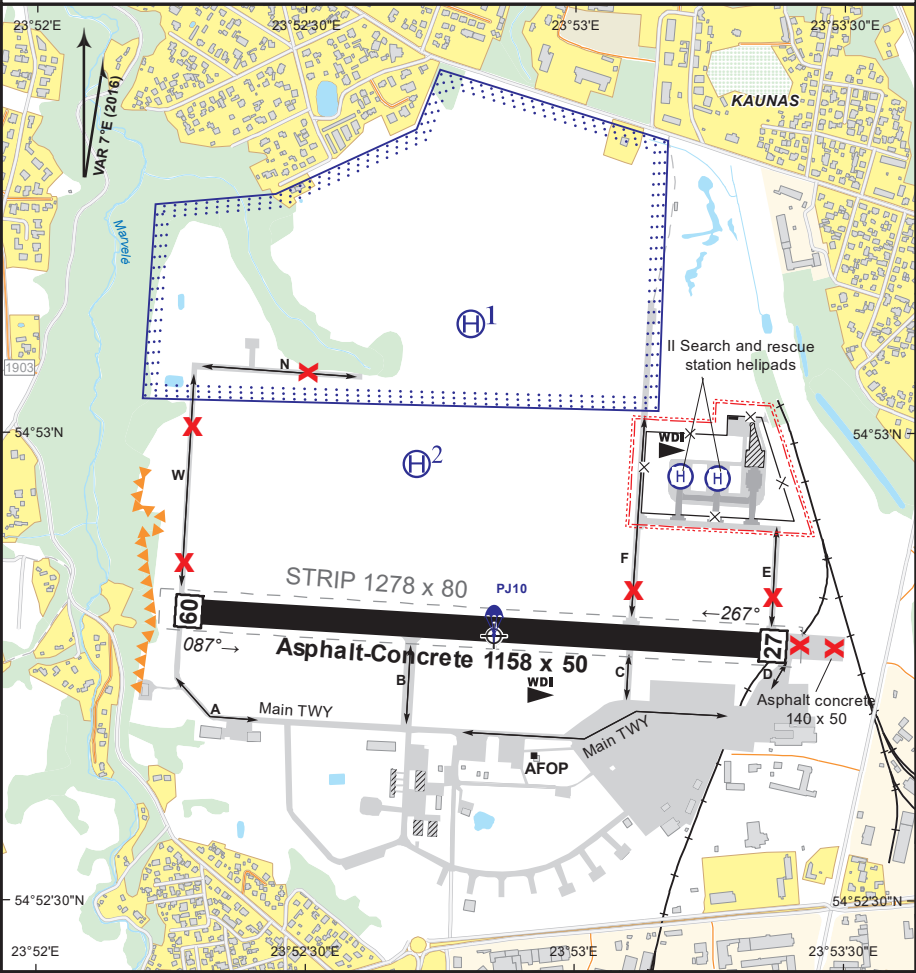 23°52'E
23°52'30"E
23°53'E
23°53'30"E
KAUNAS
VAR 7°E (2016)
Marvelė
H1
II Search and rescue
station helipads
N
1903
54°53'N
54°53'N
WDI
H2
H
H
W
F
E
STRIP 1278 x 80
PJ10
←267°
09
27
087°→
Asphalt-Concrete 1158 x 50
B
WDI
C
D
A
Main TWY
Main TWY
Asphalt concrete
140 x 50
AFOP
54°52'30"N
54°52'30"N
23°52'E
23°52'30"E
23°53'E
23°53'30"E